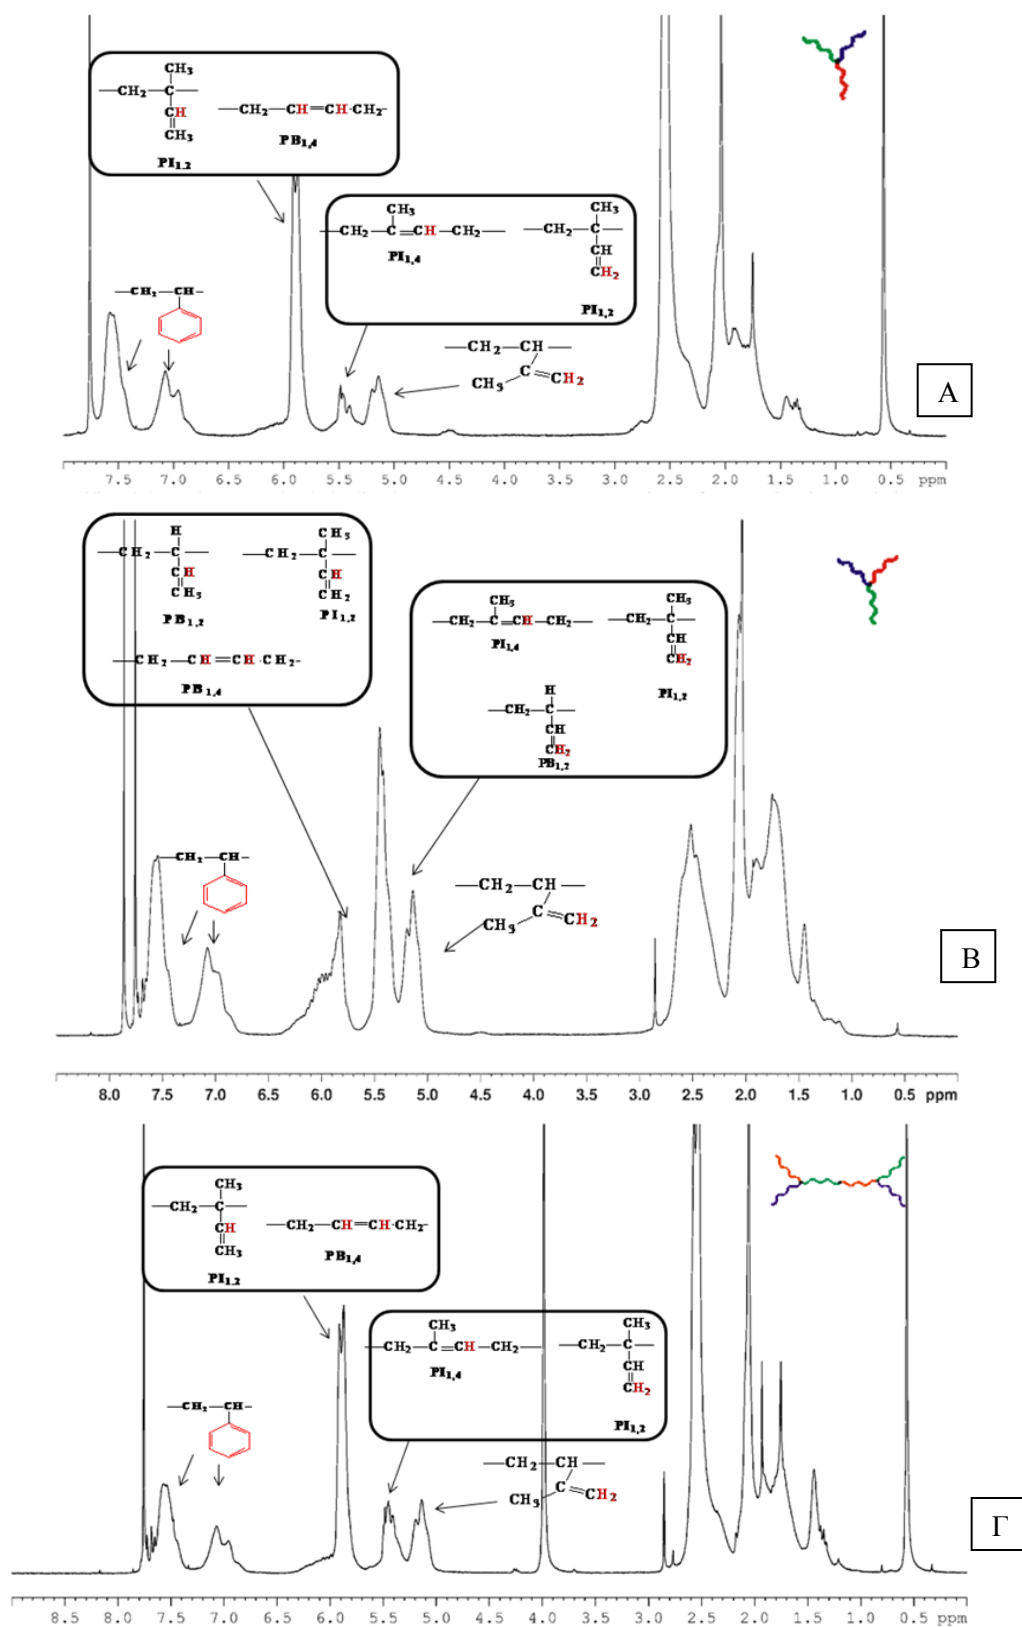 CH₃
—CH₂—C—
CH
CH₃
PI₁,₂
—CH₂—CH=CH-CH₂-
PB₁,₄
CH₃
—CH₂—C=CH—CH₂—
PI₁,₄
CH₃
—CH₂—C—
CH
CH₂
PI₁,₂
—CH₂—CH-
—CH₂—CH—
CH₃ C=CH₂
A
7.5 7.0 6.5 6.0 5.5 5.0 4.5 4.0 3.5 3.0 2.5 2.0 1.5 1.0 0.5 ppm
H
—CH₂—C—
CH
CH₃
PB₁,₂
CH₃
—CH₂—C—
CH
CH₂
PI₁,₂
—CH₂—CH=CH-CH₂-
PB₁,₄
CH₃
—CH₂—C=CH—CH₂—
PI₁,₄
CH₃
—CH₂—C—
CH
CH₂
PI₁,₂
H
—CH₂—C—
CH
CH₂
PB₁,₂
—CH₂—CH-
—CH₂—CH—
CH₃ C=CH₂
B
8.0 7.5 7.0 6.5 6.0 5.5 5.0 4.5 4.0 3.5 3.0 2.5 2.0 1.5 1.0 0.5 ppm
CH₃
—CH₂—C—
CH
CH₃
PI₁,₂
—CH₂—CH=CH-CH₂-
PB₁,₄
CH₃
—CH₂—C=CH—CH₂—
PI₁,₄
CH₃
—CH₂—C—
CH
CH₂
PI₁,₂
—CH₂—CH-
—CH₂—CH—
CH₃ C=CH₂
Γ
8.5 8.0 7.5 7.0 6.5 6.0 5.5 5.0 4.5 4.0 3.5 3.0 2.5 2.0 1.5 1.0 0.5 ppm